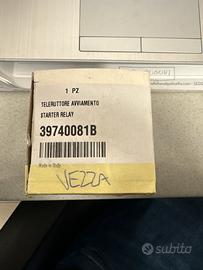 1 PZ
TELERUTTORE AVVIAMENTO
STARTER RELAY
39740081B
Made in Italy
VEZZA
subito